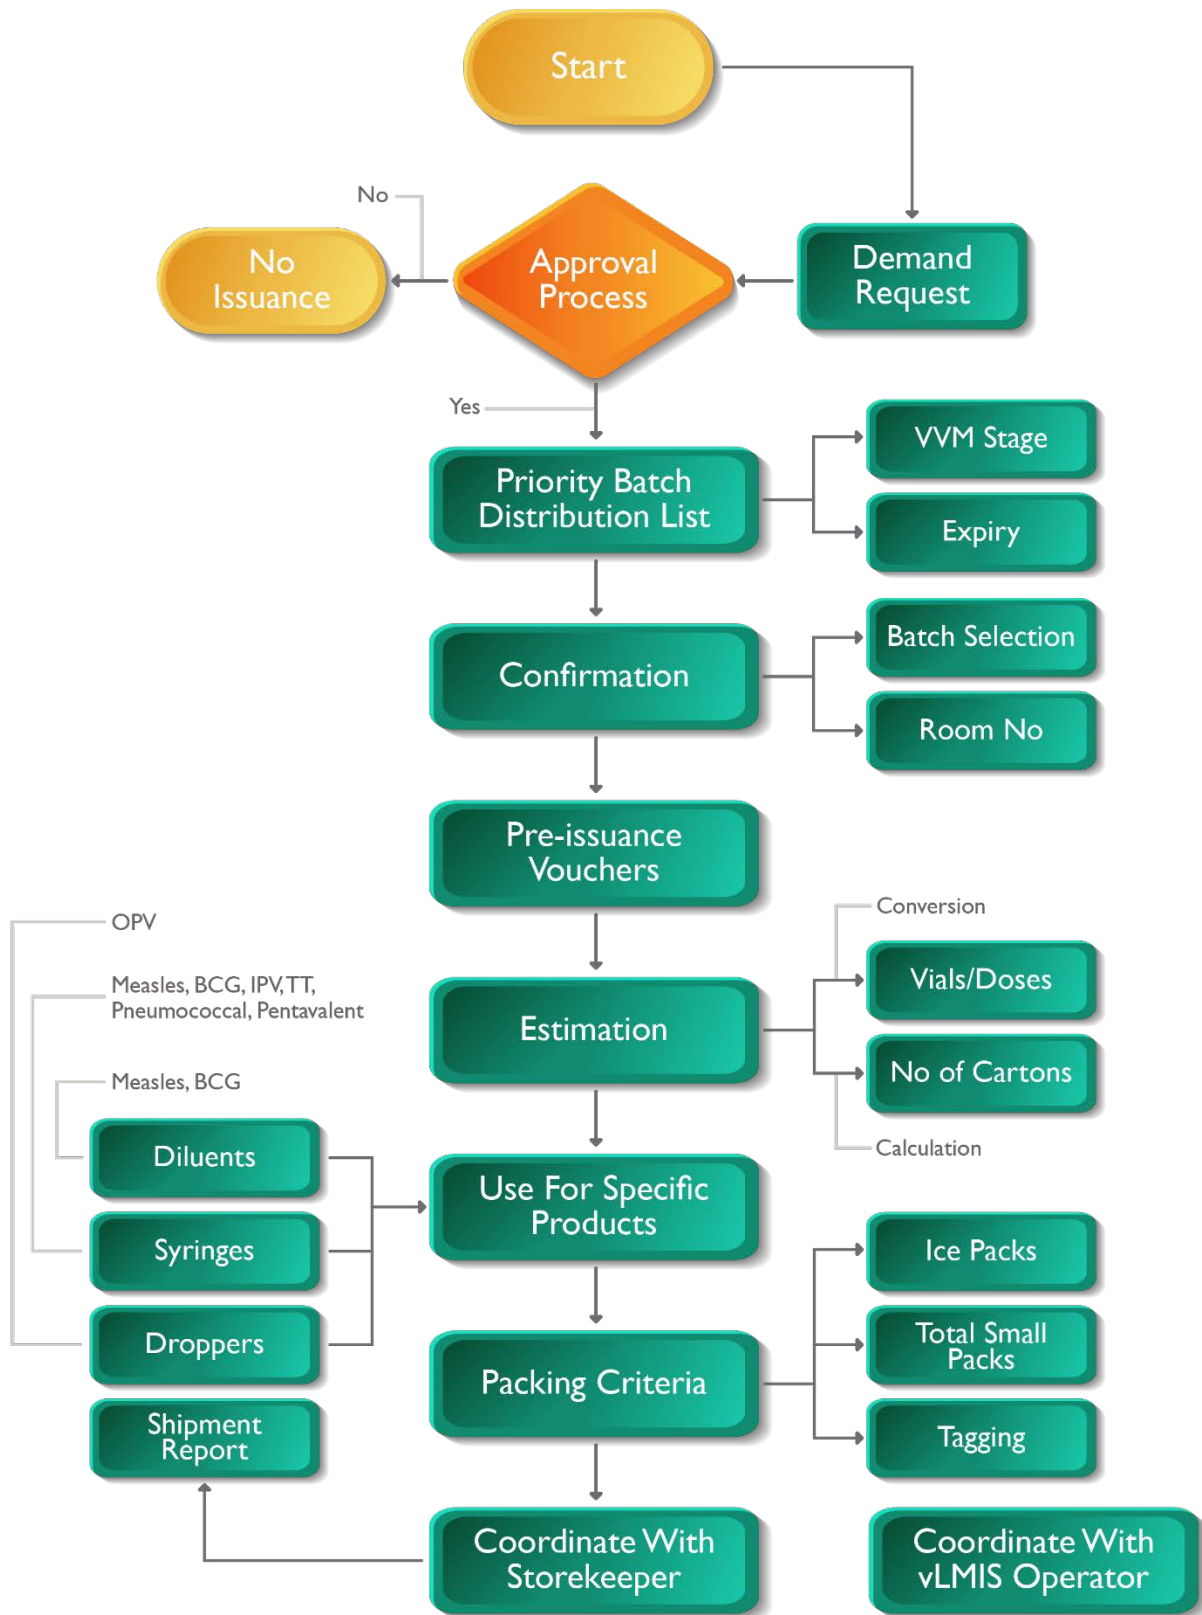 Start
No
No
Issuance
Approval
Process
Demand
Request
Yes
Priority Batch
Distribution List
VVM Stage
Expiry
Confirmation
Batch Selection
Room No
Pre-issuance
Vouchers
OPV
Measles, BCG, IPV, TT,
Pneumococcal, Pentavalent
Measles, BCG
Estimation
Conversion
Vials/Doses
No of Cartons
Calculation
Diluents
Syringes
Droppers
Use For Specific
Products
Ice Packs
Total Small
Packs
Tagging
Packing Criteria
Shipment
Report
Coordinate With
Storekeeper
Coordinate With
vLMIS Operator